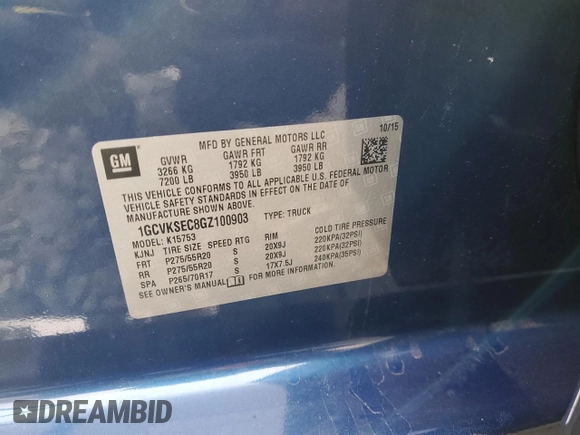 MFD BY GENERAL MOTORS LLC 10/15
GM
GVWR GAWR FRT GAWR RR
3266 KG 1792 KG 1792 KG
7200 LB 3950 LB 3950 LB
THIS VEHICLE CONFORMS TO ALL APPLICABLE U.S. FEDERAL MOTOR
VEHICLE SAFETY STANDARDS IN EFFECT ON THE DATE OF
MANUFACTURE SHOWN ABOVE.
1GCVKSEC8GZ100903 TYPE: TRUCK
MODEL: K15753
KJNJ TIRE SIZE SPEED RTG RIM COLD TIRE PRESSURE
FRT P275/55R20 S 20X9J 220KPA(32PSI)
RR P275/55R20 S 20X9J 220KPA(32PSI)
SPA P265/70R17 S 17X7.5J 240KPA(35PSI)
SEE OWNER'S MANUAL FOR MORE INFORMATION.
DREAMBID